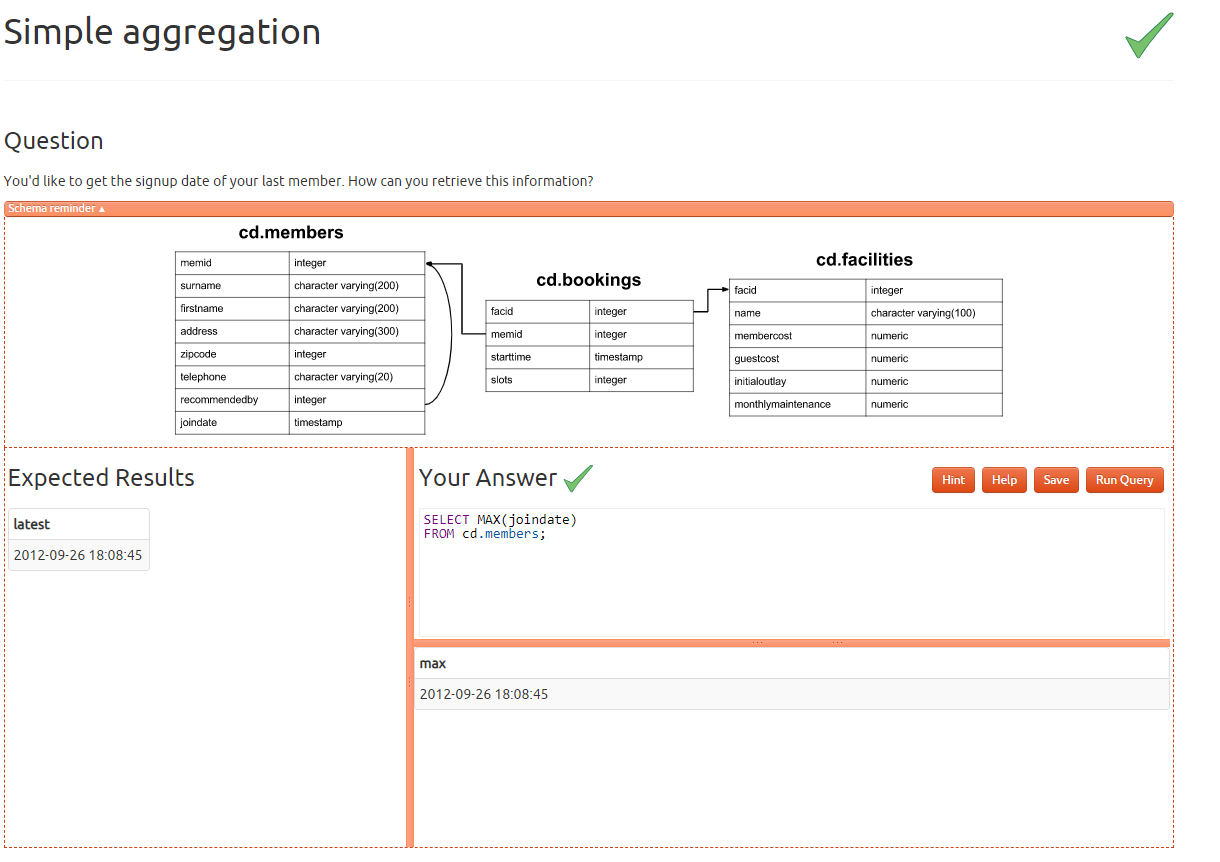 Simple aggregation
Question
You'd like to get the signup date of your last member. How can you retrieve this information?
Schema reminder ▲
cd.members
memid integer
surname character varying(200)
firstname character varying(200)
address character varying(300)
zipcode integer
telephone character varying(20)
recommendedby integer
joindate timestamp
cd.bookings
facid integer
memid integer
starttime timestamp
slots integer
cd.facilities
facid integer
name character varying(100)
membercost numeric
guestcost numeric
initialoutlay numeric
monthlymaintenance numeric
Expected Results
latest
2012-09-26 18:08:45
Your Answer
Hint Help Save Run Query
SELECT MAX(joindate)
FROM cd.members;
max
2012-09-26 18:08:45